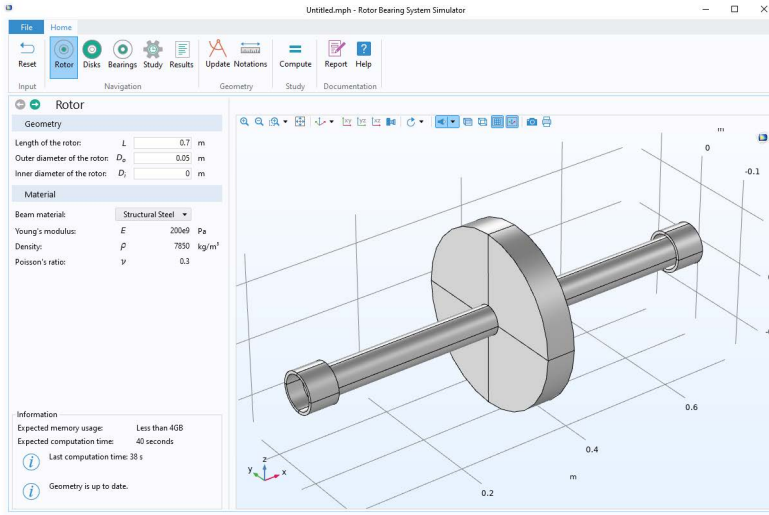 Untitled.mph - Rotor Bearing System Simulator
File Home
Reset Rotor Disks Bearings Study Results Update Notations Compute Report Help
Input Navigation Geometry Study Documentation
Rotor
Geometry
Length of the rotor: L 0.7 m
Outer diameter of the rotor: Do 0.05 m
Inner diameter of the rotor: Di 0 m
Material
Beam material: Structural Steel
Young's modulus: E 200e9 Pa
Density: ρ 7850 kg/m³
Poisson's ratio: ν 0.3
Information
Expected memory usage: Less than 4GB
Expected computation time: 40 seconds
Last computation time: 38 s
Geometry is up to date.
xy yz xz
m
0
-0.1
0.6
0.4
m
0.2
z
y x